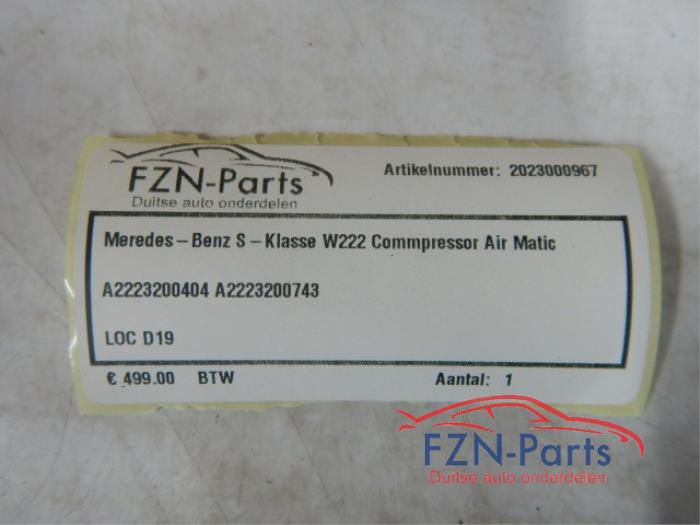 FZN-Parts
Duitse auto onderdelen
Artikelnummer: 2023000967
Meredes-Benz S-Klasse W222 Commpressor Air Matic
A2223200404 A2223200743
LOC D19
€ 499.00 BTW Aantal: 1
FZN-Parts
Duitse auto onderdelen